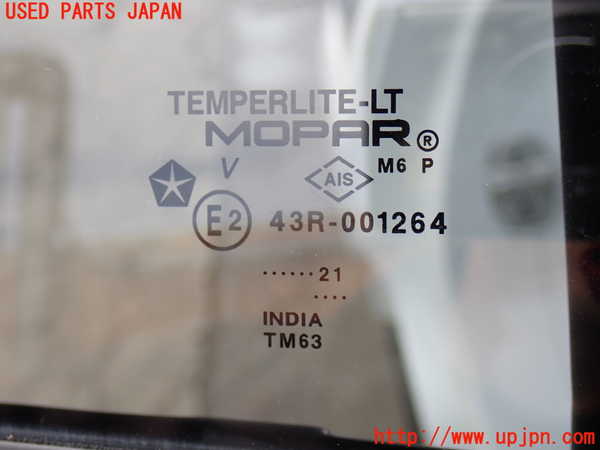 USED PARTS JAPAN
TEMPERLITE-LT
MOPAR®
V AIS M6 P
E2 43R-001264
......21
....
INDIA
TM63
http://www.upjpn.com/